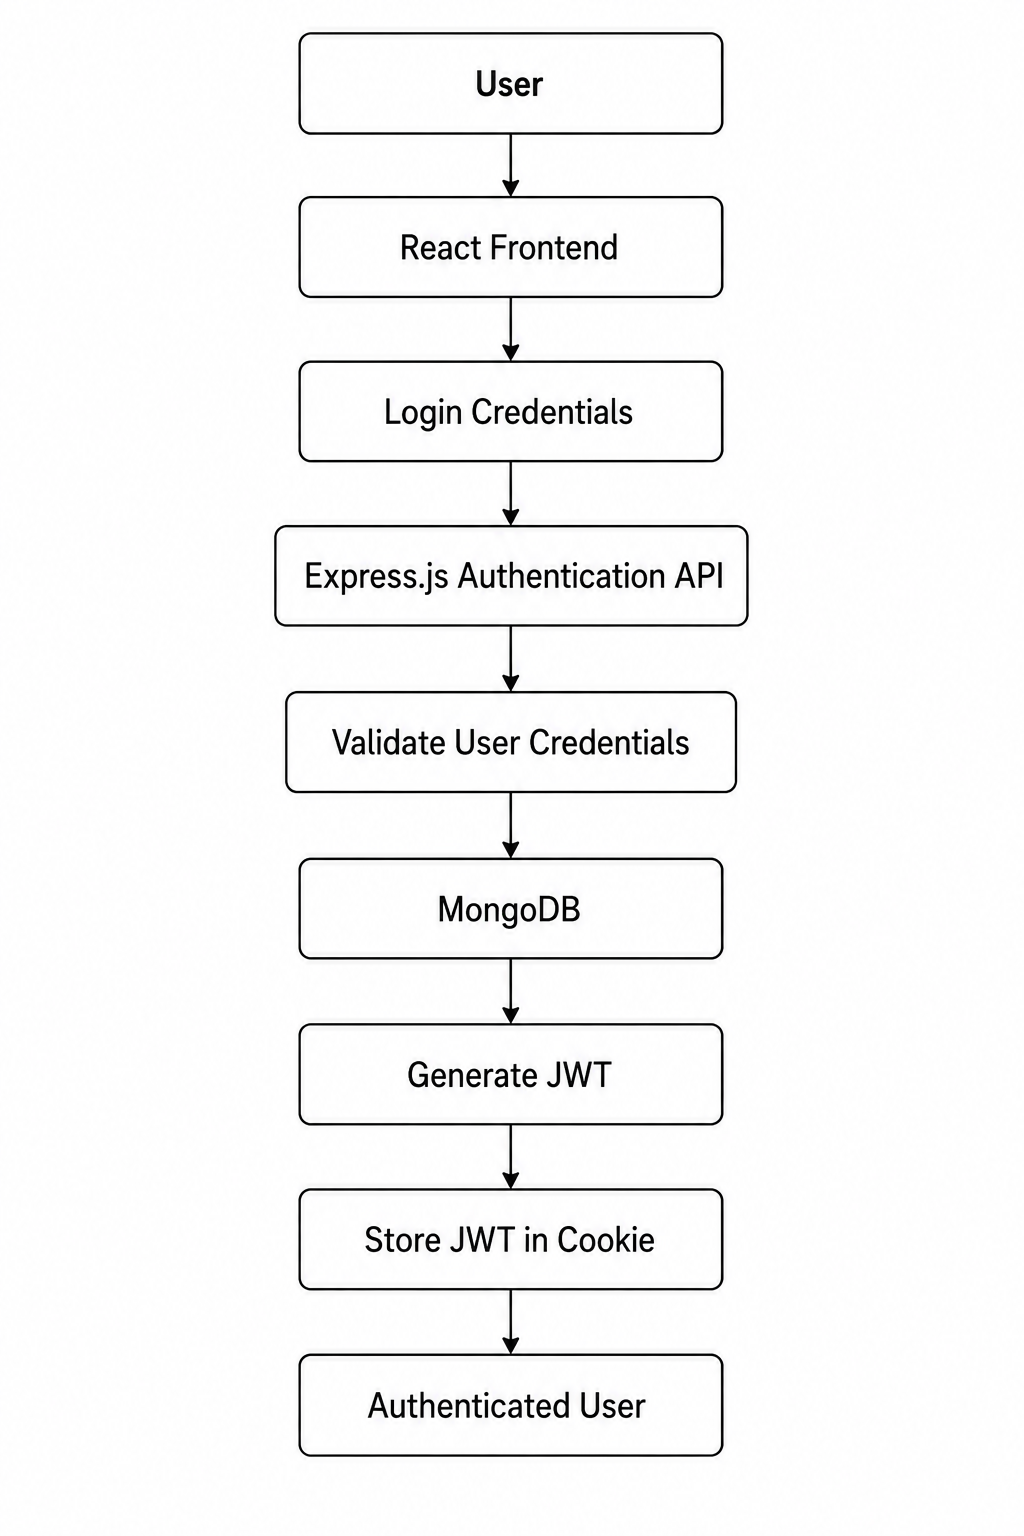 User
React Frontend
Login Credentials
Express.js Authentication API
Validate User Credentials
MongoDB
Generate JWT
Store JWT in Cookie
Authenticated User